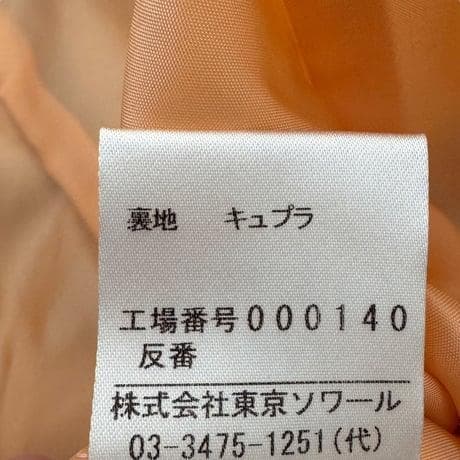 裏地 キュプラ
工場番号000140
反番
株式会社東京ソワール
03-3475-1251(代)